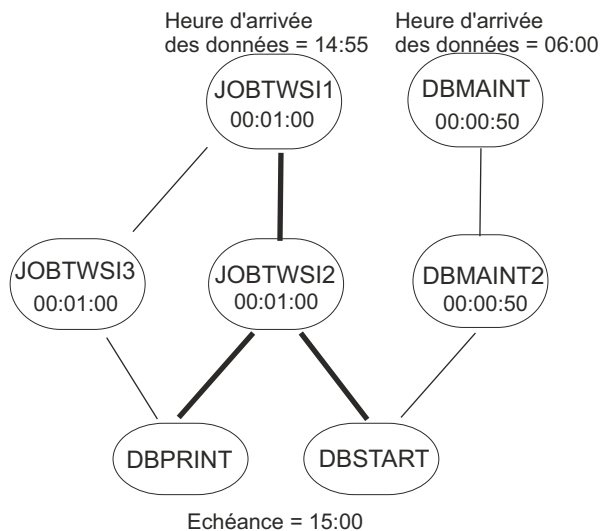 Heure d'arrivée
des données = 14:55
Heure d'arrivée
des données = 06:00
JOBTWSI1
00:01:00
DBMAINT
00:00:50
JOBTWSI3
00:01:00
JOBTWSI2
00:01:00
DBMAINT2
00:00:50
DBPRINT
DBSTART
Echéance = 15:00